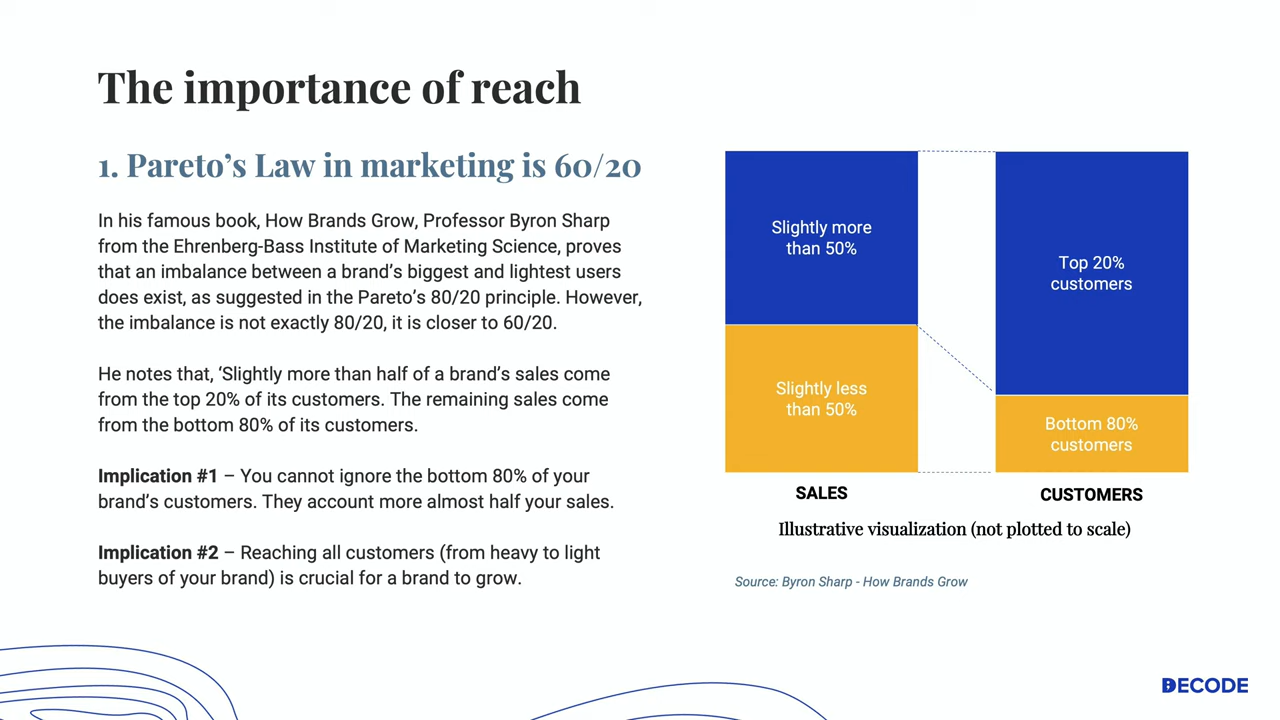 The importance of reach
1. Pareto’s Law in marketing is 60/20
In his famous book, How Brands Grow, Professor Byron Sharp
from the Ehrenberg-Bass Institute of Marketing Science, proves
that an imbalance between a brand’s biggest and lightest users
does exist, as suggested in the Pareto’s 80/20 principle. However,
the imbalance is not exactly 80/20, it is closer to 60/20.
He notes that, ‘Slightly more than half of a brand’s sales come
from the top 20% of its customers. The remaining sales come
from the bottom 80% of its customers.
Implication #1 – You cannot ignore the bottom 80% of your
brand’s customers. They account more almost half your sales.
Implication #2 – Reaching all customers (from heavy to light
buyers of your brand) is crucial for a brand to grow.
Slightly more
than 50%
Slightly less
than 50%
SALES
Top 20%
customers
Bottom 80%
customers
CUSTOMERS
Illustrative visualization (not plotted to scale)
Source: Byron Sharp - How Brands Grow
DECODE